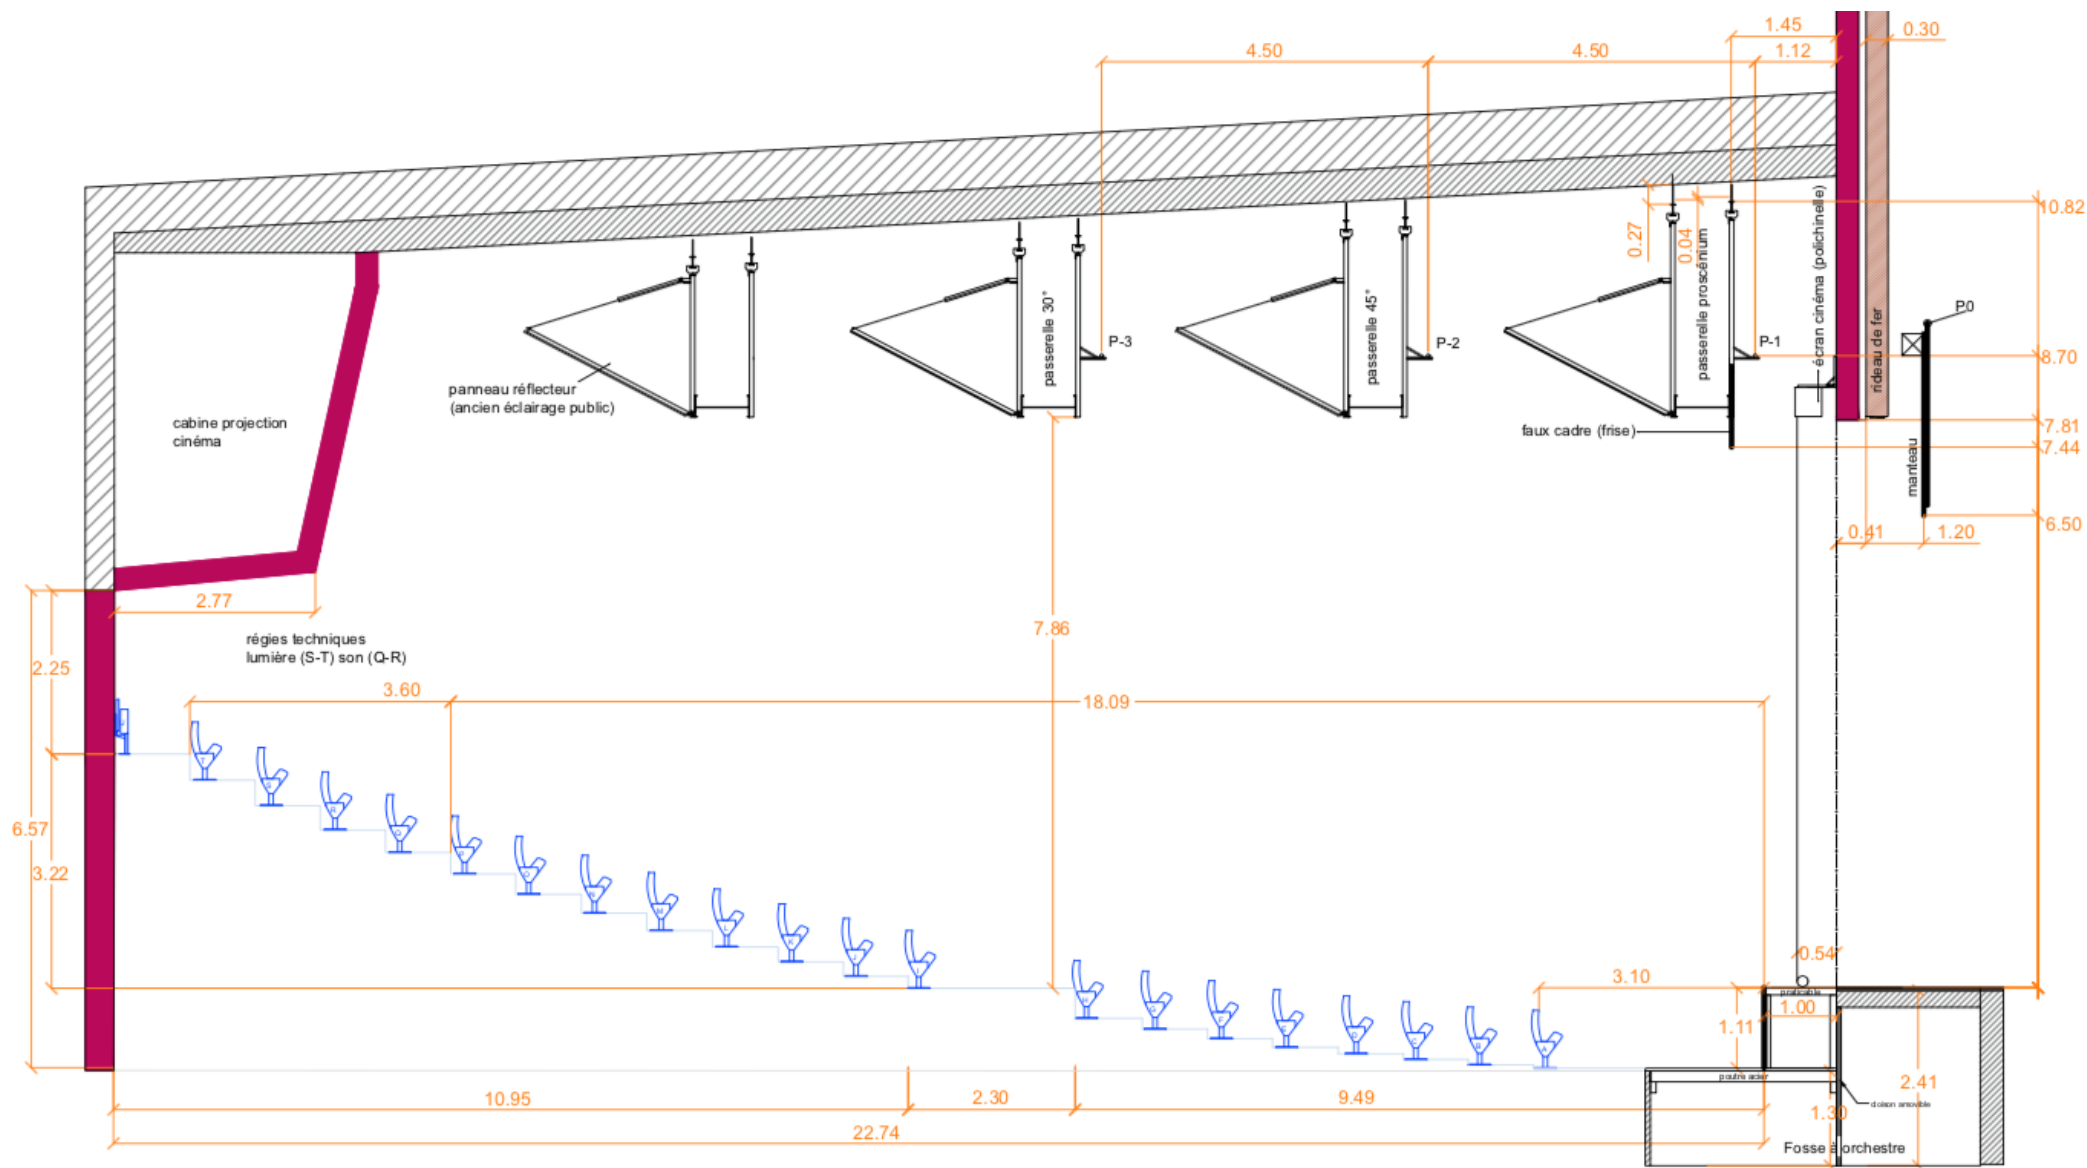 1.45
0.30
4.50
4.50
1.12
10.82
0.27
0.04
passerelle proscénium
écran cinéma (polichinelle)
rideau de fer
P0
passerelle 30°
P-3
passerelle 45°
P-2
P-1
8.70
panneau réflecteur
(ancien éclairage public)
cabine projection
cinéma
faux cadre (frise)
7.81
7.44
manteau
6.50
0.41
1.20
2.77
régies techniques
lumière (S-T) son (Q-R)
7.86
2.25
3.60
18.09
T
S
R
Q
6.57
3.22
O
N
M
L
K
J
I
H
G
F
E
D
C
B
A
3.10
0.54
praticable
1.00
1.11
poutre acier
2.41
cloison amovible
1.30
10.95
2.30
9.49
22.74
Fosse à orchestre